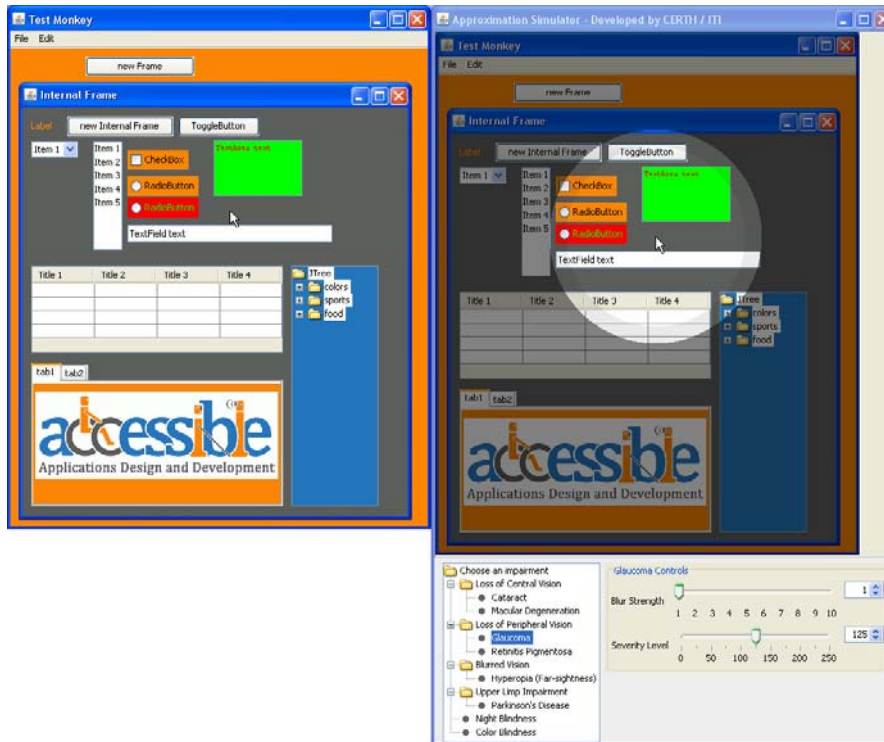 Test Monkey
File Edit
new Frame
Internal Frame
Label new Internal Frame ToggleButton
Item 1
Item 1
Item 2
Item 3
Item 4
Item 5
CheckBox
RadioButton
RadioButton
TextArea text
TextField text
Title 1 Title 2 Title 3 Title 4
JTree
colors
sports
food
tab1 tab2
accessible
Applications Design and Development
Approximation Simulator - Developed by CERTH / ITI
Test Monkey
File Edit
new Frame
Internal Frame
Label new Internal Frame ToggleButton
Item 1
Item 1
Item 2
Item 3
Item 4
Item 5
CheckBox
RadioButton
RadioButton
TextArea text
TextField text
Title 1 Title 2 Title 3 Title 4
JTree
colors
sports
food
tab1 tab2
accessible
Applications Design and Development
Choose an impairment
Loss of Central Vision
Cataract
Macular Degeneration
Loss of Peripheral Vision
Glaucoma
Retinitis Pigmentosa
Blurred Vision
Hyperopia (Far-sightness)
Upper Limp Impairment
Parkinson's Disease
Night Blindness
Color Blindness
Glaucoma Controls
Blur Strength 1
1 2 3 4 5 6 7 8 9 10
Severity Level 125
0 50 100 150 200 250